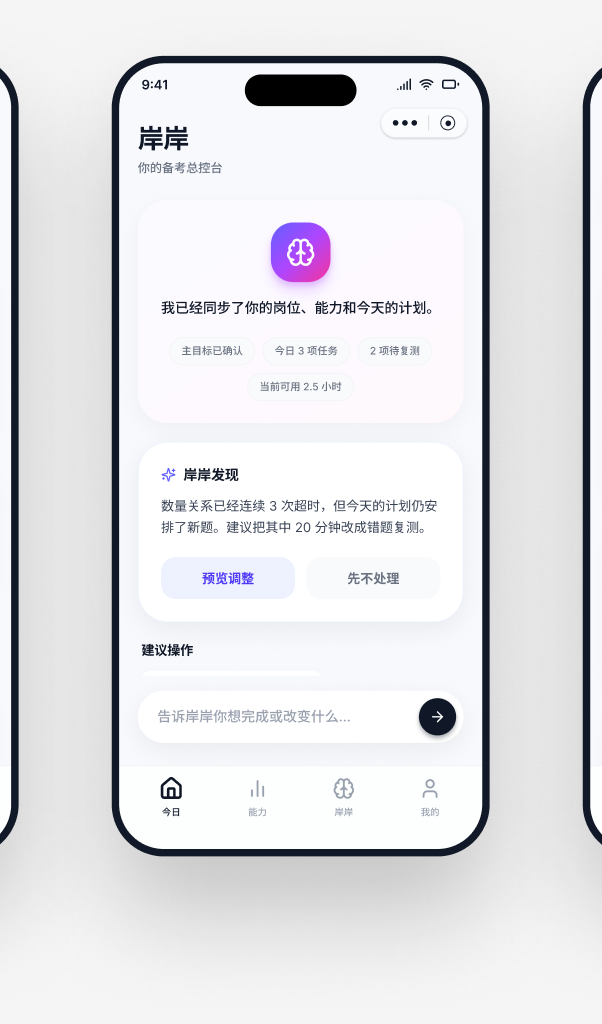 9:41
岸岸
你的备考总控台
我已经同步了你的岗位、能力和今天的计划。
主目标已确认
今日 3 项任务
2 项待复测
当前可用 2.5 小时
岸岸发现
数量关系已经连续 3 次超时，但今天的计划仍安
排了新题。建议把其中 20 分钟改成错题复测。
预览调整
先不处理
建议操作
告诉岸岸你想完成或改变什么...
今日
能力
岸岸
我的